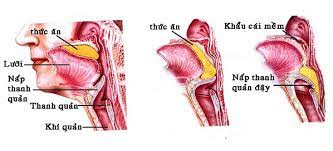 thức ăn
Lưỡi
Nắp
thanh
quản
Thanh quản
Khí quản
thức ăn
Khẩu cái mềm
Nắp thanh
quản đậy